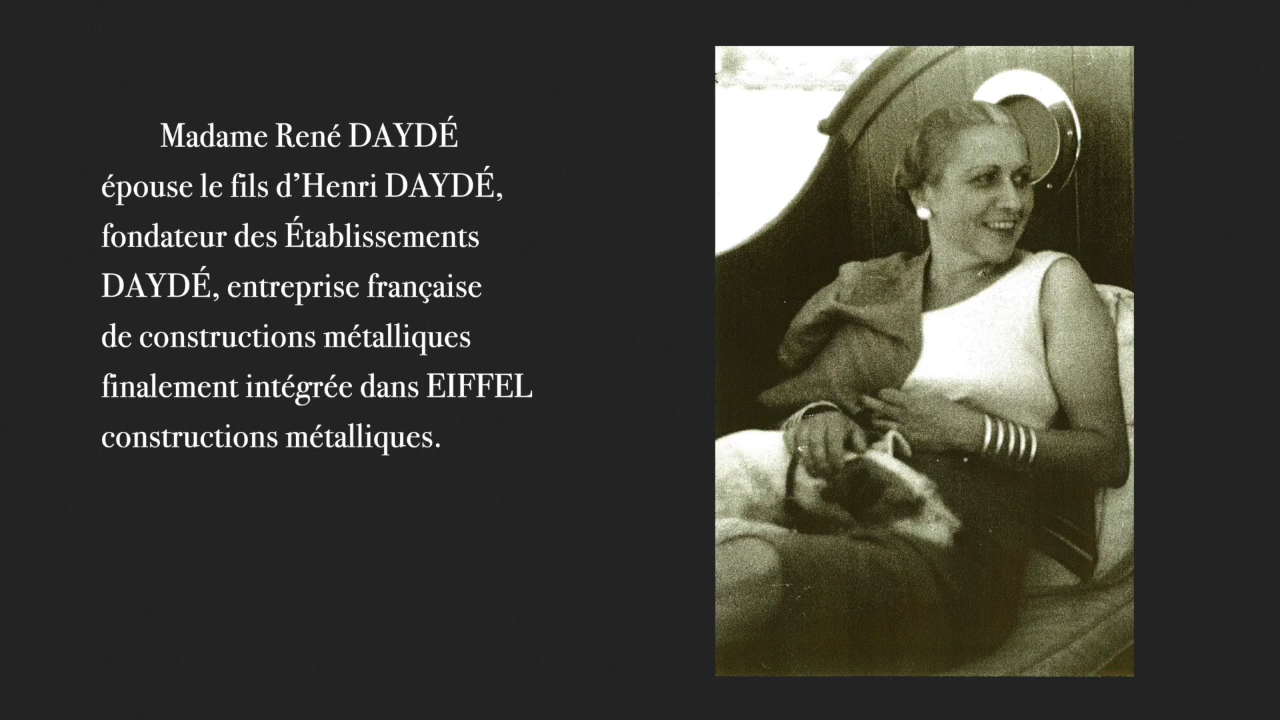 Madame René DAYDÉ
épouse le fils d’Henri DAYDÉ,
fondateur des Établissements
DAYDÉ, entreprise française
de constructions métalliques
finalement intégrée dans EIFFEL
constructions métalliques.